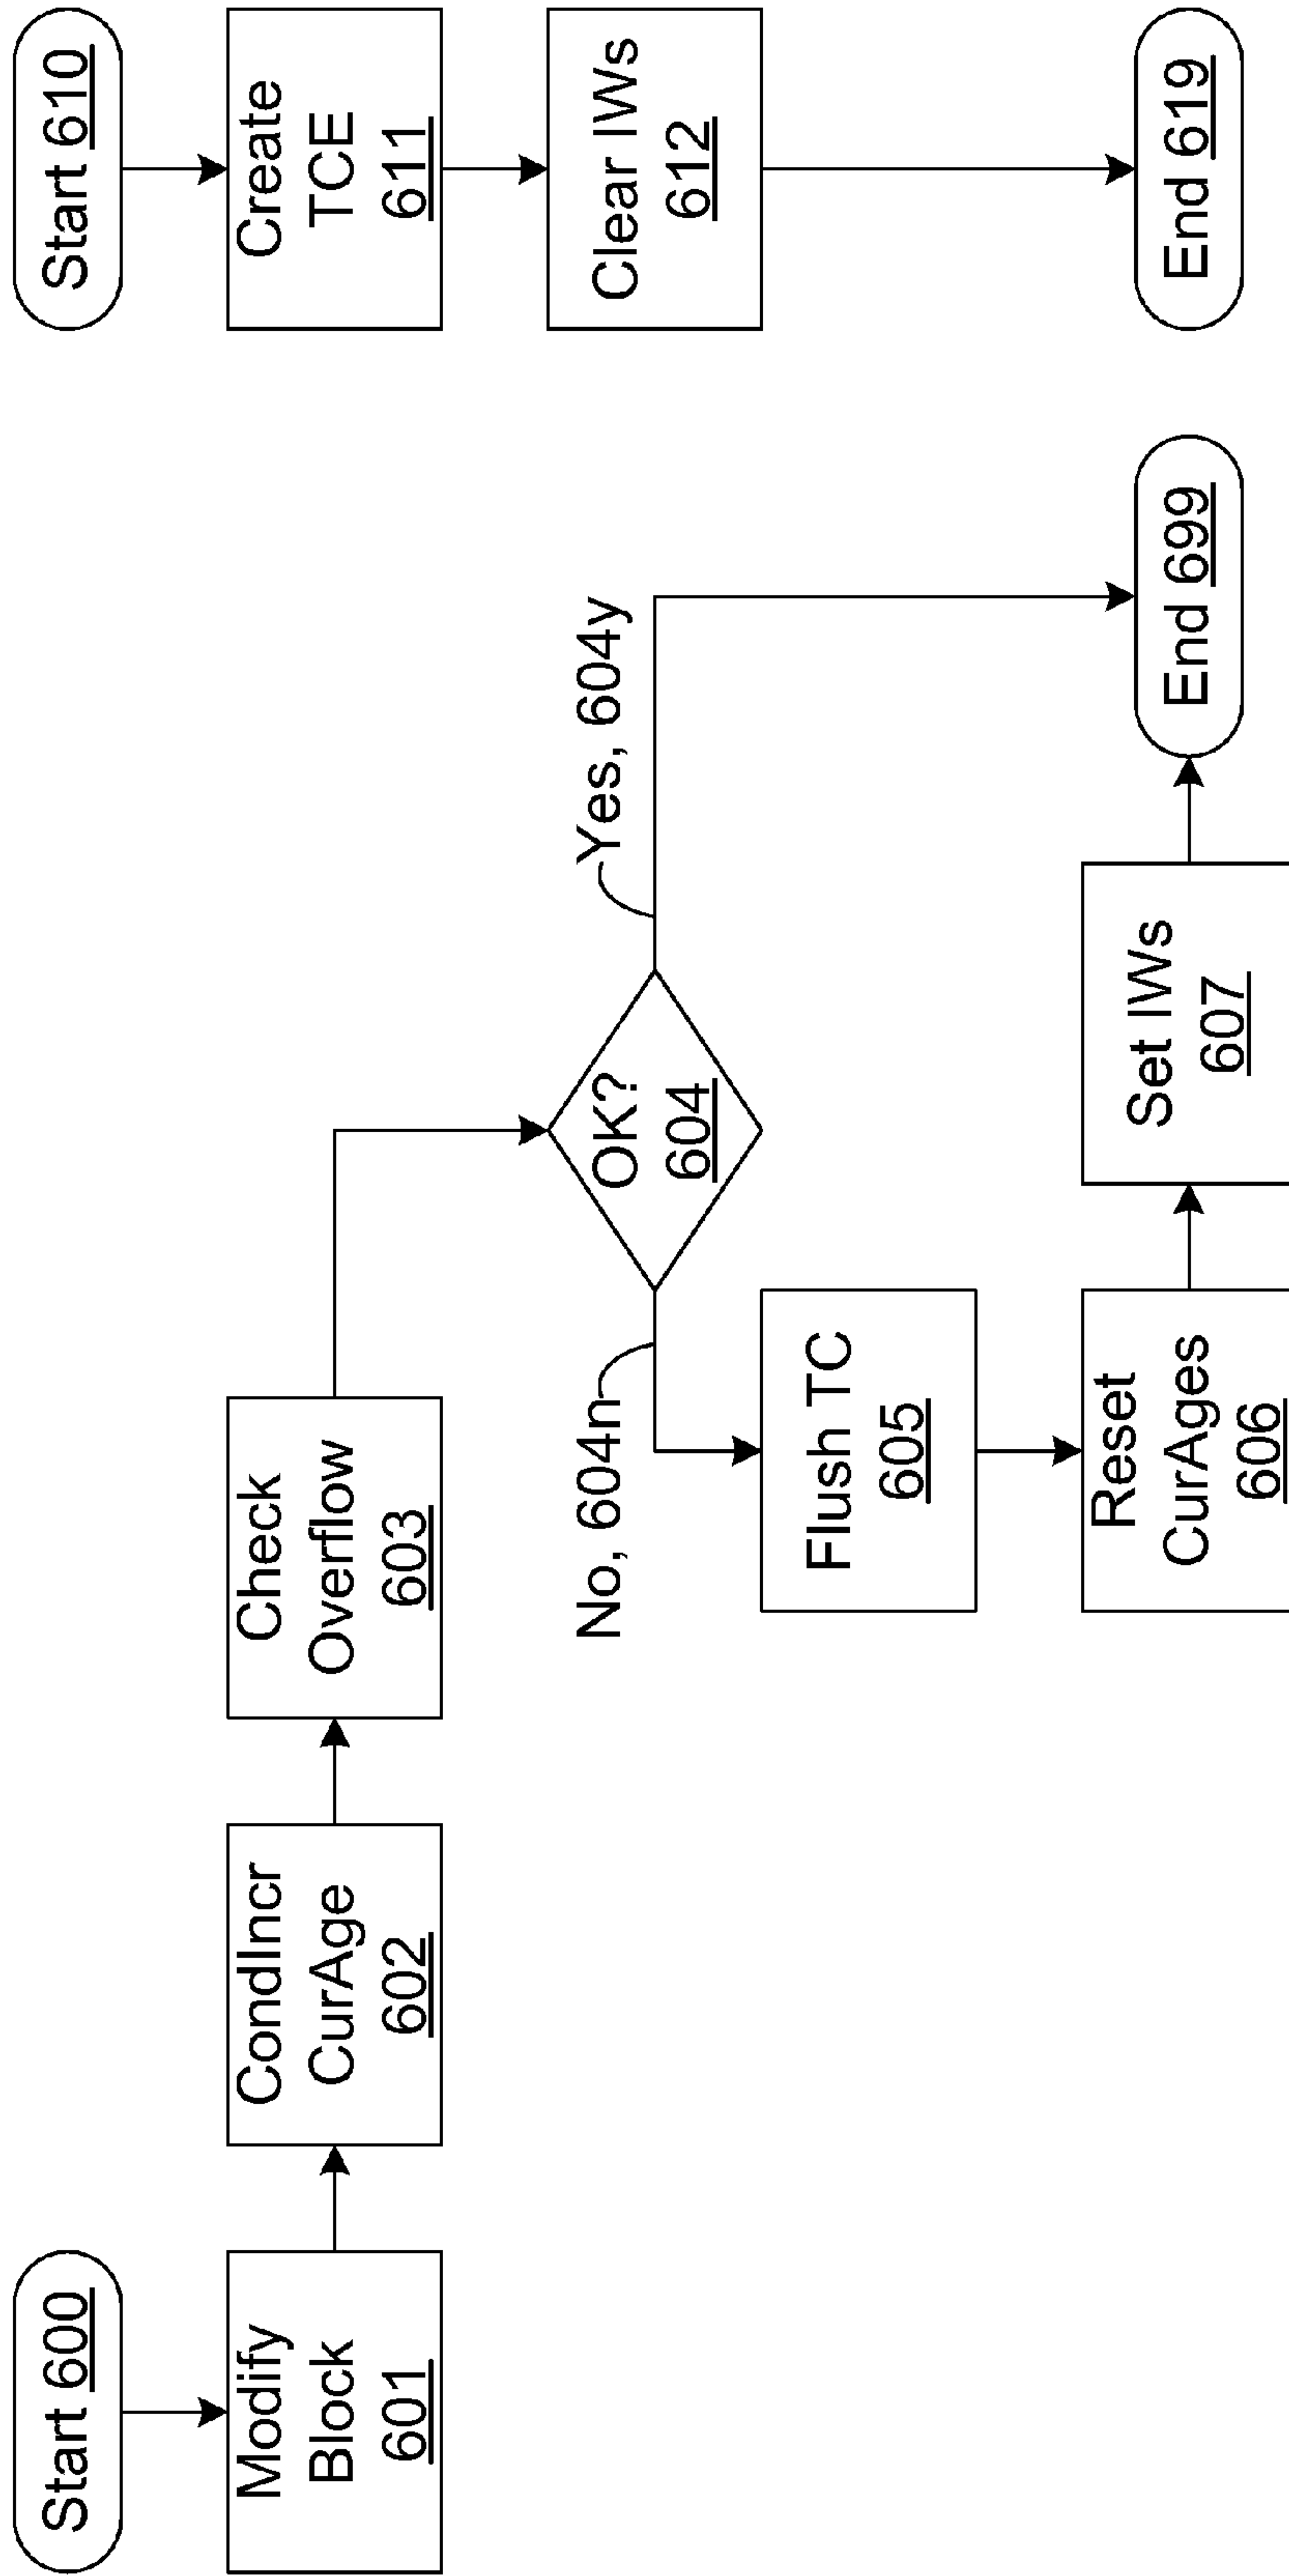 Start 600
Modify
Block
601
CondIncr
CurAge
602
Check
Overflow
603
OK?
604
No, 604n
Yes, 604y
Flush TC
605
Reset
CurAges
606
Set IWs
607
End 699
Start 610
Create
TCE
611
Clear IWs
612
End 619